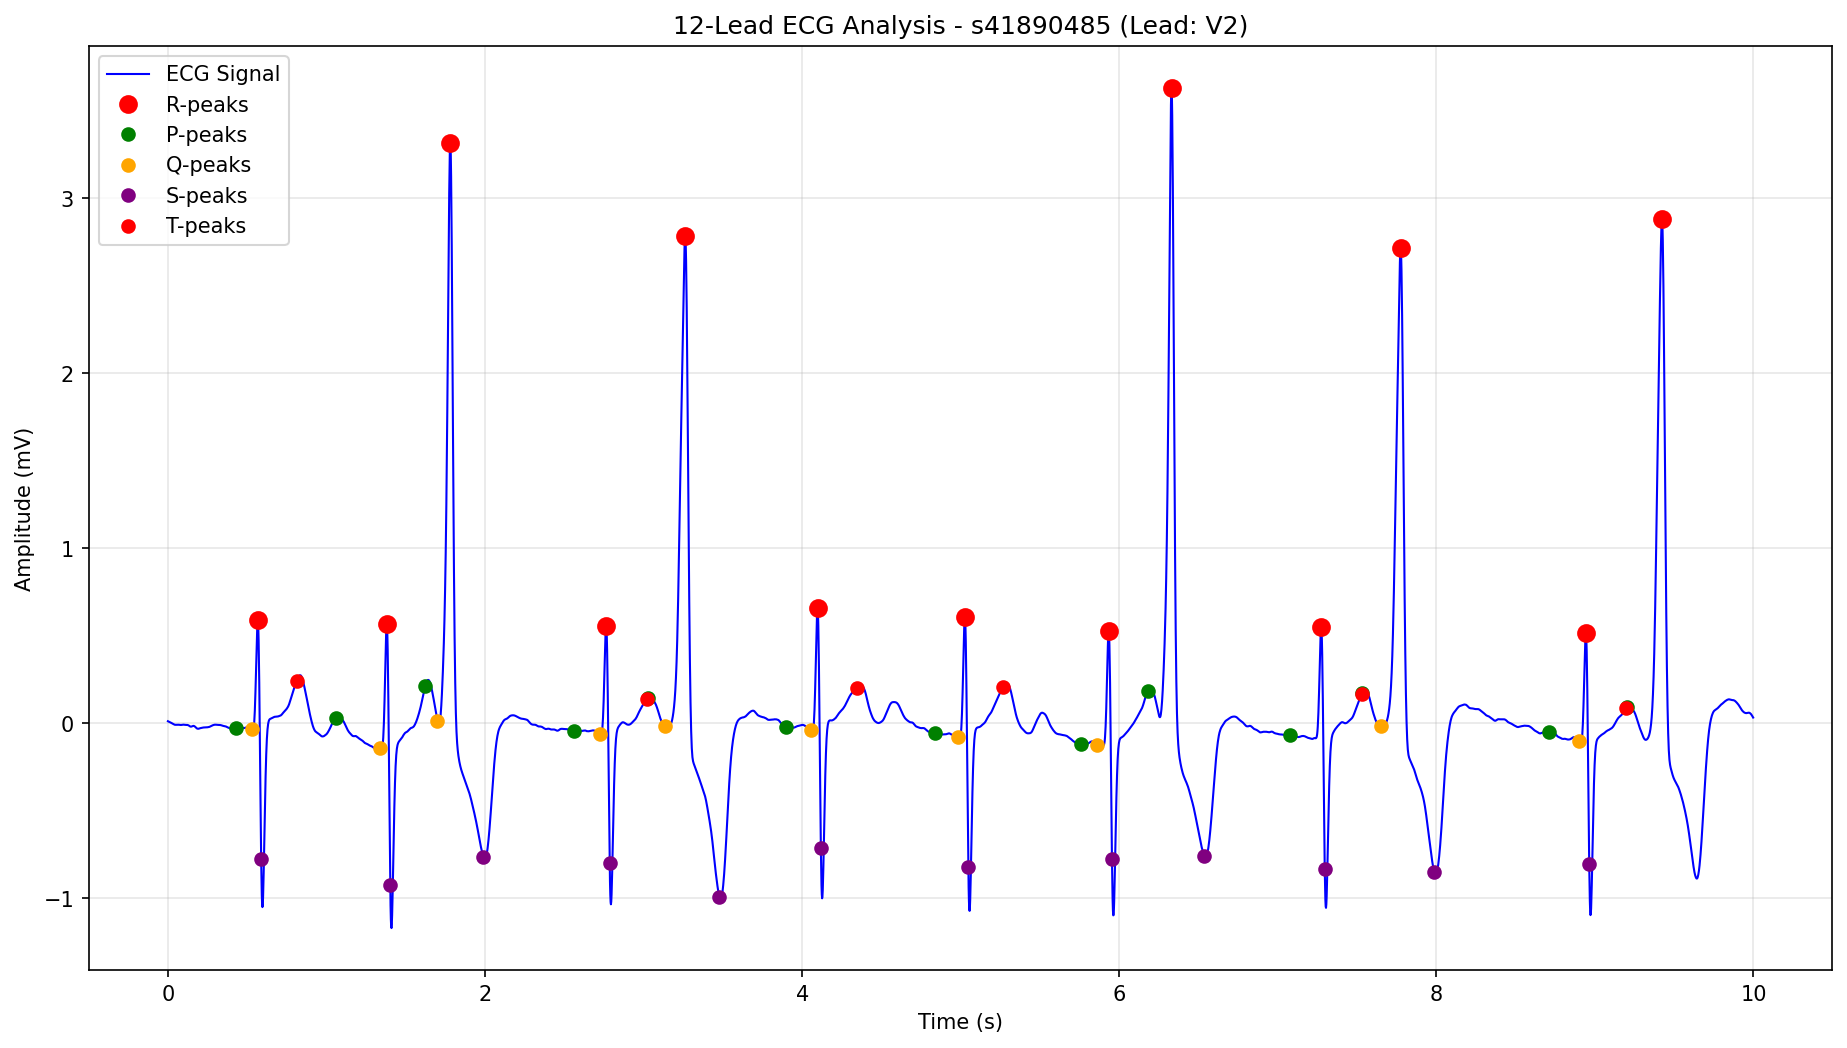 12-Lead ECG Analysis - s41890485 (Lead: V2)
ECG Signal
R-peaks
P-peaks
Q-peaks
S-peaks
T-peaks
Amplitude (mV)
3
2
1
0
−1
0 2 4 6 8 10
Time (s)